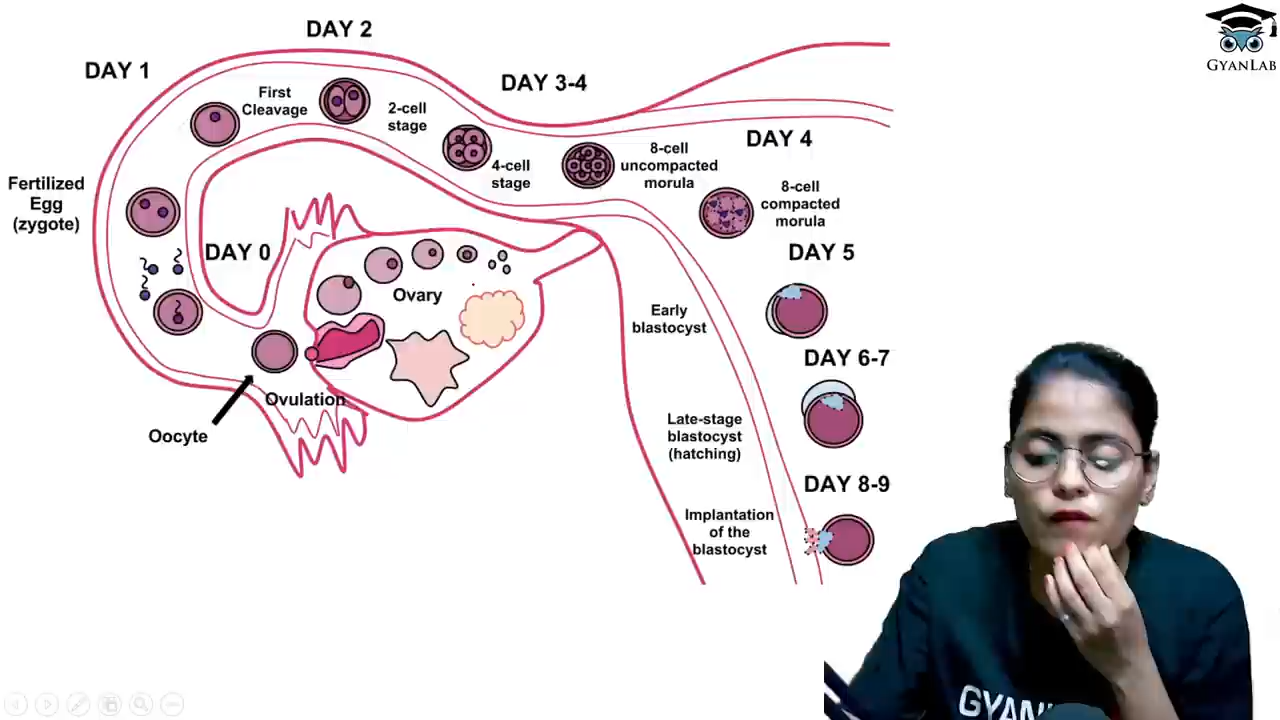 DAY 2
DAY 1
DAY 3-4
First
Cleavage
2-cell
stage
4-cell
stage
8-cell
uncompacted
morula
DAY 4
8-cell
compacted
morula
Fertilized
Egg
(zygote)
DAY 0
Ovary
Ovulation
Oocyte
DAY 5
Early
blastocyst
DAY 6-7
Late-stage
blastocyst
(hatching)
DAY 8-9
Implantation
of the
blastocyst
GYANLAB